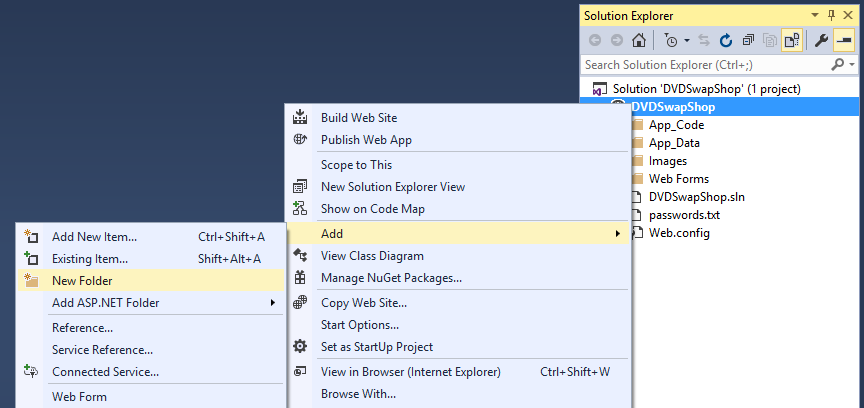 Solution Explorer
Search Solution Explorer (Ctrl+;)
Solution 'DVDSwapShop' (1 project)
DVDSwapShop
App_Code
App_Data
Images
Web Forms
DVDSwapShop.sln
passwords.txt
Web.config
Build Web Site
Publish Web App
Scope to This
New Solution Explorer View
Show on Code Map
Add
View Class Diagram
Manage NuGet Packages...
Copy Web Site...
Start Options...
Set as StartUp Project
View in Browser (Internet Explorer) Ctrl+Shift+W
Browse With...
Add New Item... Ctrl+Shift+A
Existing Item... Shift+Alt+A
New Folder
Add ASP.NET Folder
Reference...
Service Reference...
Connected Service...
Web Form